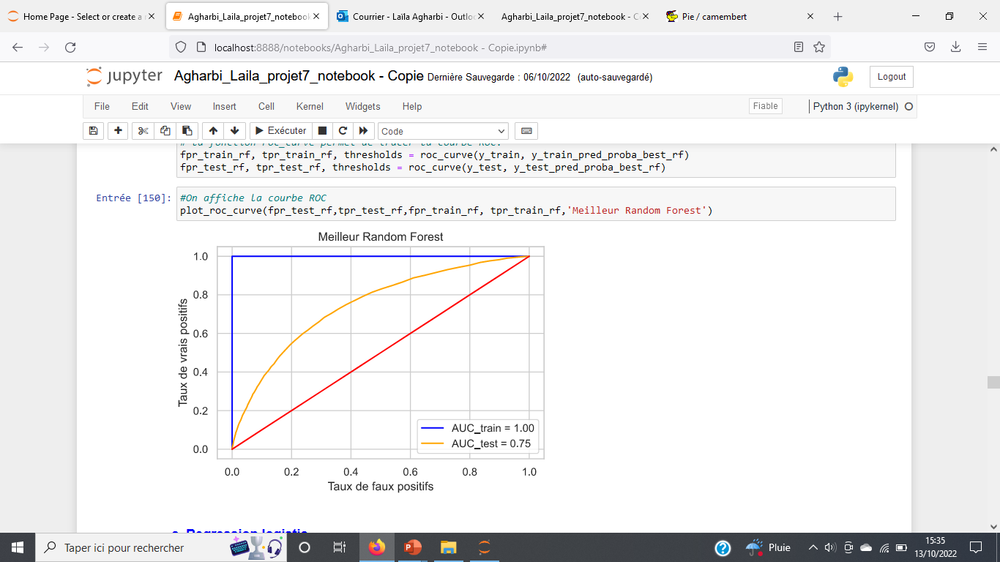 Home Page - Select or create a
Agharbi_Laila_projet7_notebook
Courrier - Laïla Agharbi - Outlo
Agharbi_Laila_projet7_notebook - C
Pie / camembert
localhost:8888/notebooks/Agharbi_Laila_projet7_notebook - Copie.ipynb#
jupyter Agharbi_Laila_projet7_notebook - Copie Dernière Sauvegarde : 06/10/2022 (auto-sauvegardé)
Logout
File Edit View Insert Cell Kernel Widgets Help
Fiable
Python 3 (ipykernel)
Exécuter
Code
# la fonction roc_curve permet de tracer la courbe ROC.
fpr_train_rf, tpr_train_rf, thresholds = roc_curve(y_train, y_train_pred_proba_best_rf)
fpr_test_rf, tpr_test_rf, thresholds = roc_curve(y_test, y_test_pred_proba_best_rf)
Entrée [150]:
#On affiche la courbe ROC
plot_roc_curve(fpr_test_rf,tpr_test_rf,fpr_train_rf, tpr_train_rf,'Meilleur Random Forest')
Meilleur Random Forest
1.0
0.8
0.6
0.4
0.2
0.0
Taux de vrais positifs
AUC_train = 1.00
AUC_test = 0.75
0.0 0.2 0.4 0.6 0.8 1.0
Taux de faux positifs
Regression logistic
Taper ici pour rechercher
Pluie
15:35
13/10/2022